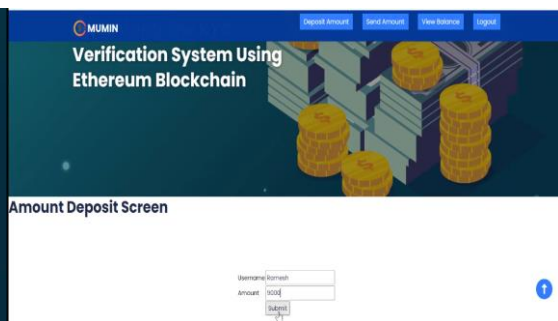 MUMIN
Deposit Amount Send Amount View Balance Logout
Verification System Using
Ethereum Blockchain
Amount Deposit Screen
Username Ramesh
Amount 9000
Submit